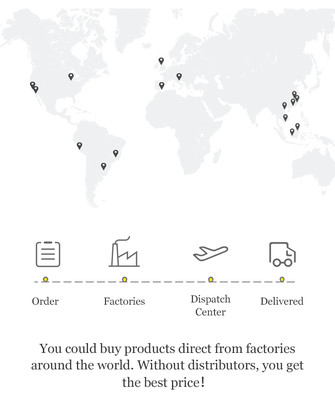 Order
Factories
Dispatch
Center
Delivered
You could buy products direct from factories
around the world. Without distributors, you get
the best price!